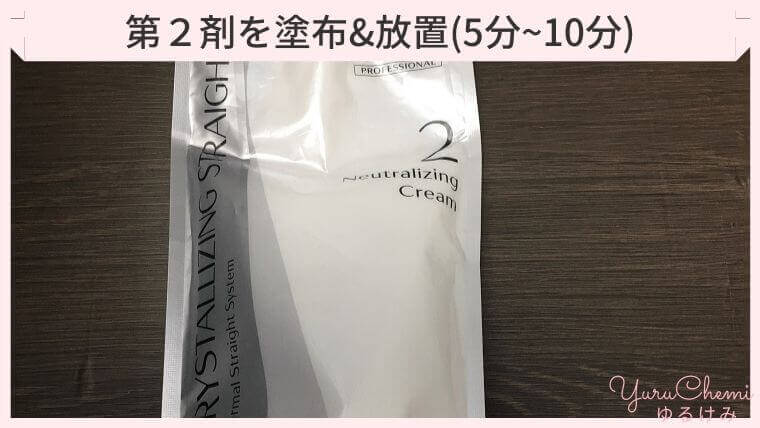 第２剤を塗布&放置(5分~10分)
PROFESSIONAL
2
Neutralizing
Cream
RYSTALLIZING STRAIGH
rmal Straight System
YuruChemi
ゆるけみ